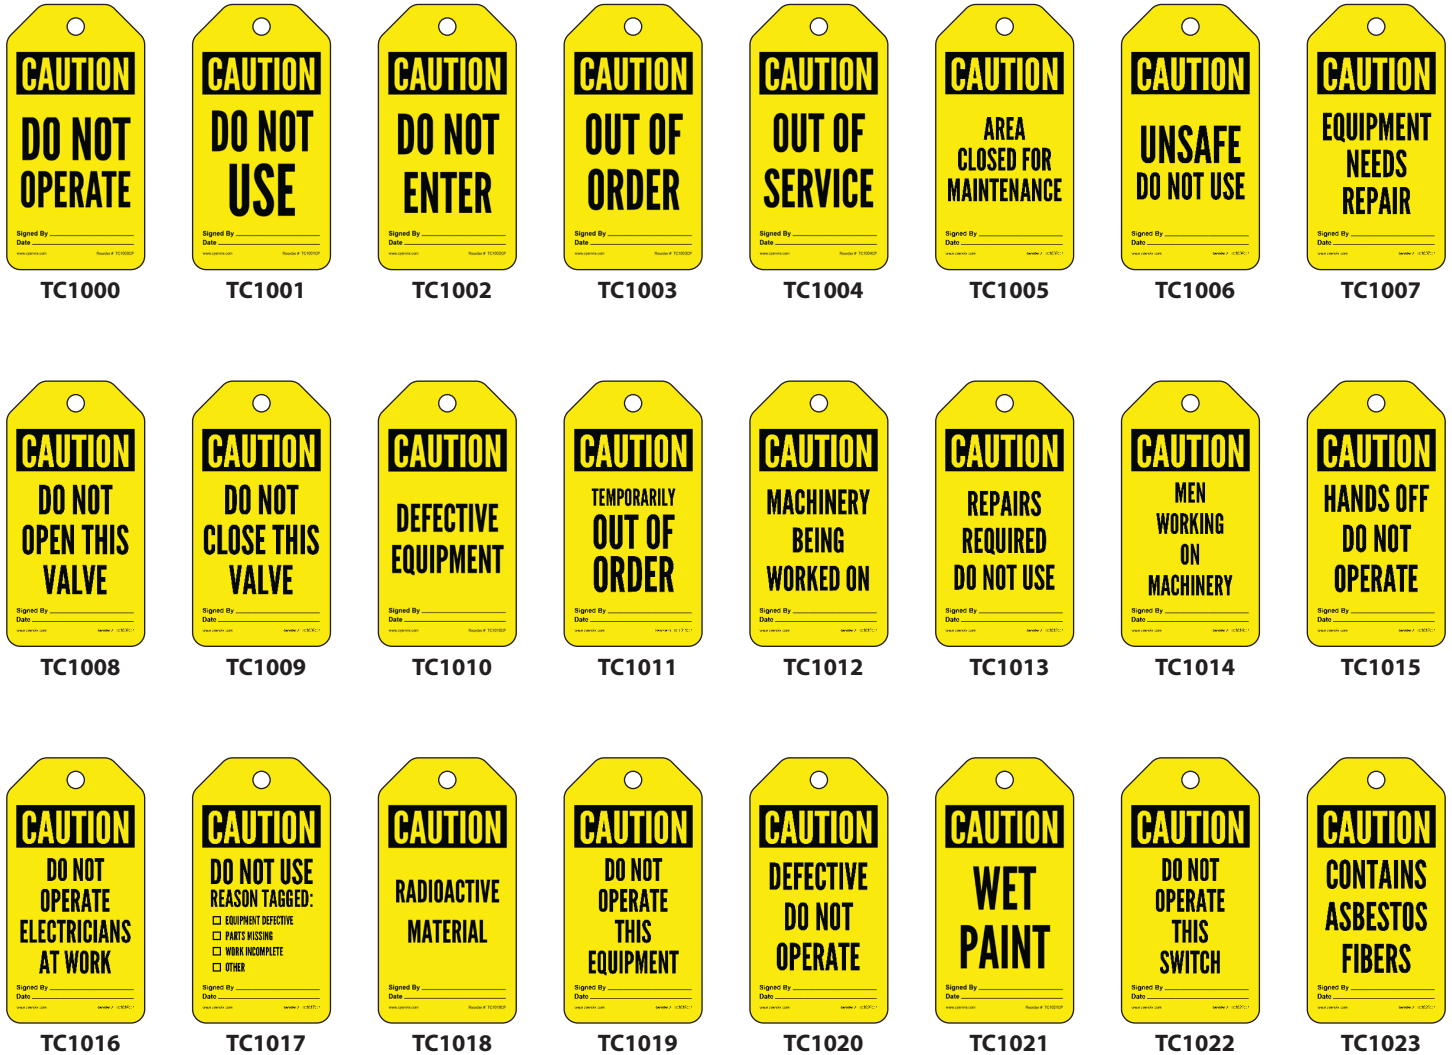 CAUTION
DO NOT
OPERATE
Signed By
Date
TC1000
CAUTION
DO NOT
USE
Signed By
Date
TC1001
CAUTION
DO NOT
ENTER
Signed By
Date
TC1002
CAUTION
OUT OF
ORDER
Signed By
Date
TC1003
CAUTION
OUT OF
SERVICE
Signed By
Date
TC1004
CAUTION
AREA
CLOSED FOR
MAINTENANCE
Signed By
Date
TC1005
CAUTION
UNSAFE
DO NOT USE
Signed By
Date
TC1006
CAUTION
EQUIPMENT
NEEDS
REPAIR
Signed By
Date
TC1007
CAUTION
DO NOT
OPEN THIS
VALVE
Signed By
Date
TC1008
CAUTION
DO NOT
CLOSE THIS
VALVE
Signed By
Date
TC1009
CAUTION
DEFECTIVE
EQUIPMENT
Signed By
Date
TC1010
CAUTION
TEMPORARILY
OUT OF
ORDER
Signed By
Date
TC1011
CAUTION
MACHINERY
BEING
WORKED ON
Signed By
Date
TC1012
CAUTION
REPAIRS
REQUIRED
DO NOT USE
Signed By
Date
TC1013
CAUTION
MEN
WORKING
ON
MACHINERY
Signed By
Date
TC1014
CAUTION
HANDS OFF
DO NOT
OPERATE
Signed By
Date
TC1015
CAUTION
DO NOT
OPERATE
ELECTRICIANS
AT WORK
Signed By
Date
TC1016
CAUTION
DO NOT USE
REASON TAGGED:
EQUIPMENT DEFECTIVE
PARTS MISSING
WORK INCOMPLETE
OTHER
Signed By
Date
TC1017
CAUTION
RADIOACTIVE
MATERIAL
Signed By
Date
TC1018
CAUTION
DO NOT
OPERATE
THIS
EQUIPMENT
Signed By
Date
TC1019
CAUTION
DEFECTIVE
DO NOT
OPERATE
Signed By
Date
TC1020
CAUTION
WET
PAINT
Signed By
Date
TC1021
CAUTION
DO NOT
OPERATE
THIS
SWITCH
Signed By
Date
TC1022
CAUTION
CONTAINS
ASBESTOS
FIBERS
Signed By
Date
TC1023